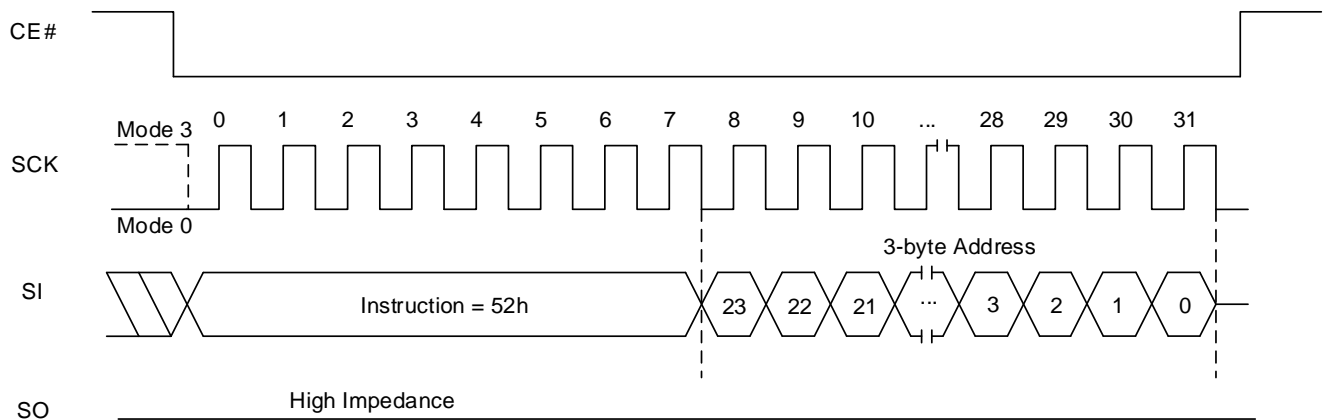 CE#
0 1 2 3 4 5 6 7 8 9 10 ... 28 29 30 31
Mode 3
SCK
Mode 0
3-byte Address
SI
Instruction = 52h 23 22 21 ... 3 2 1 0
High Impedance
SO